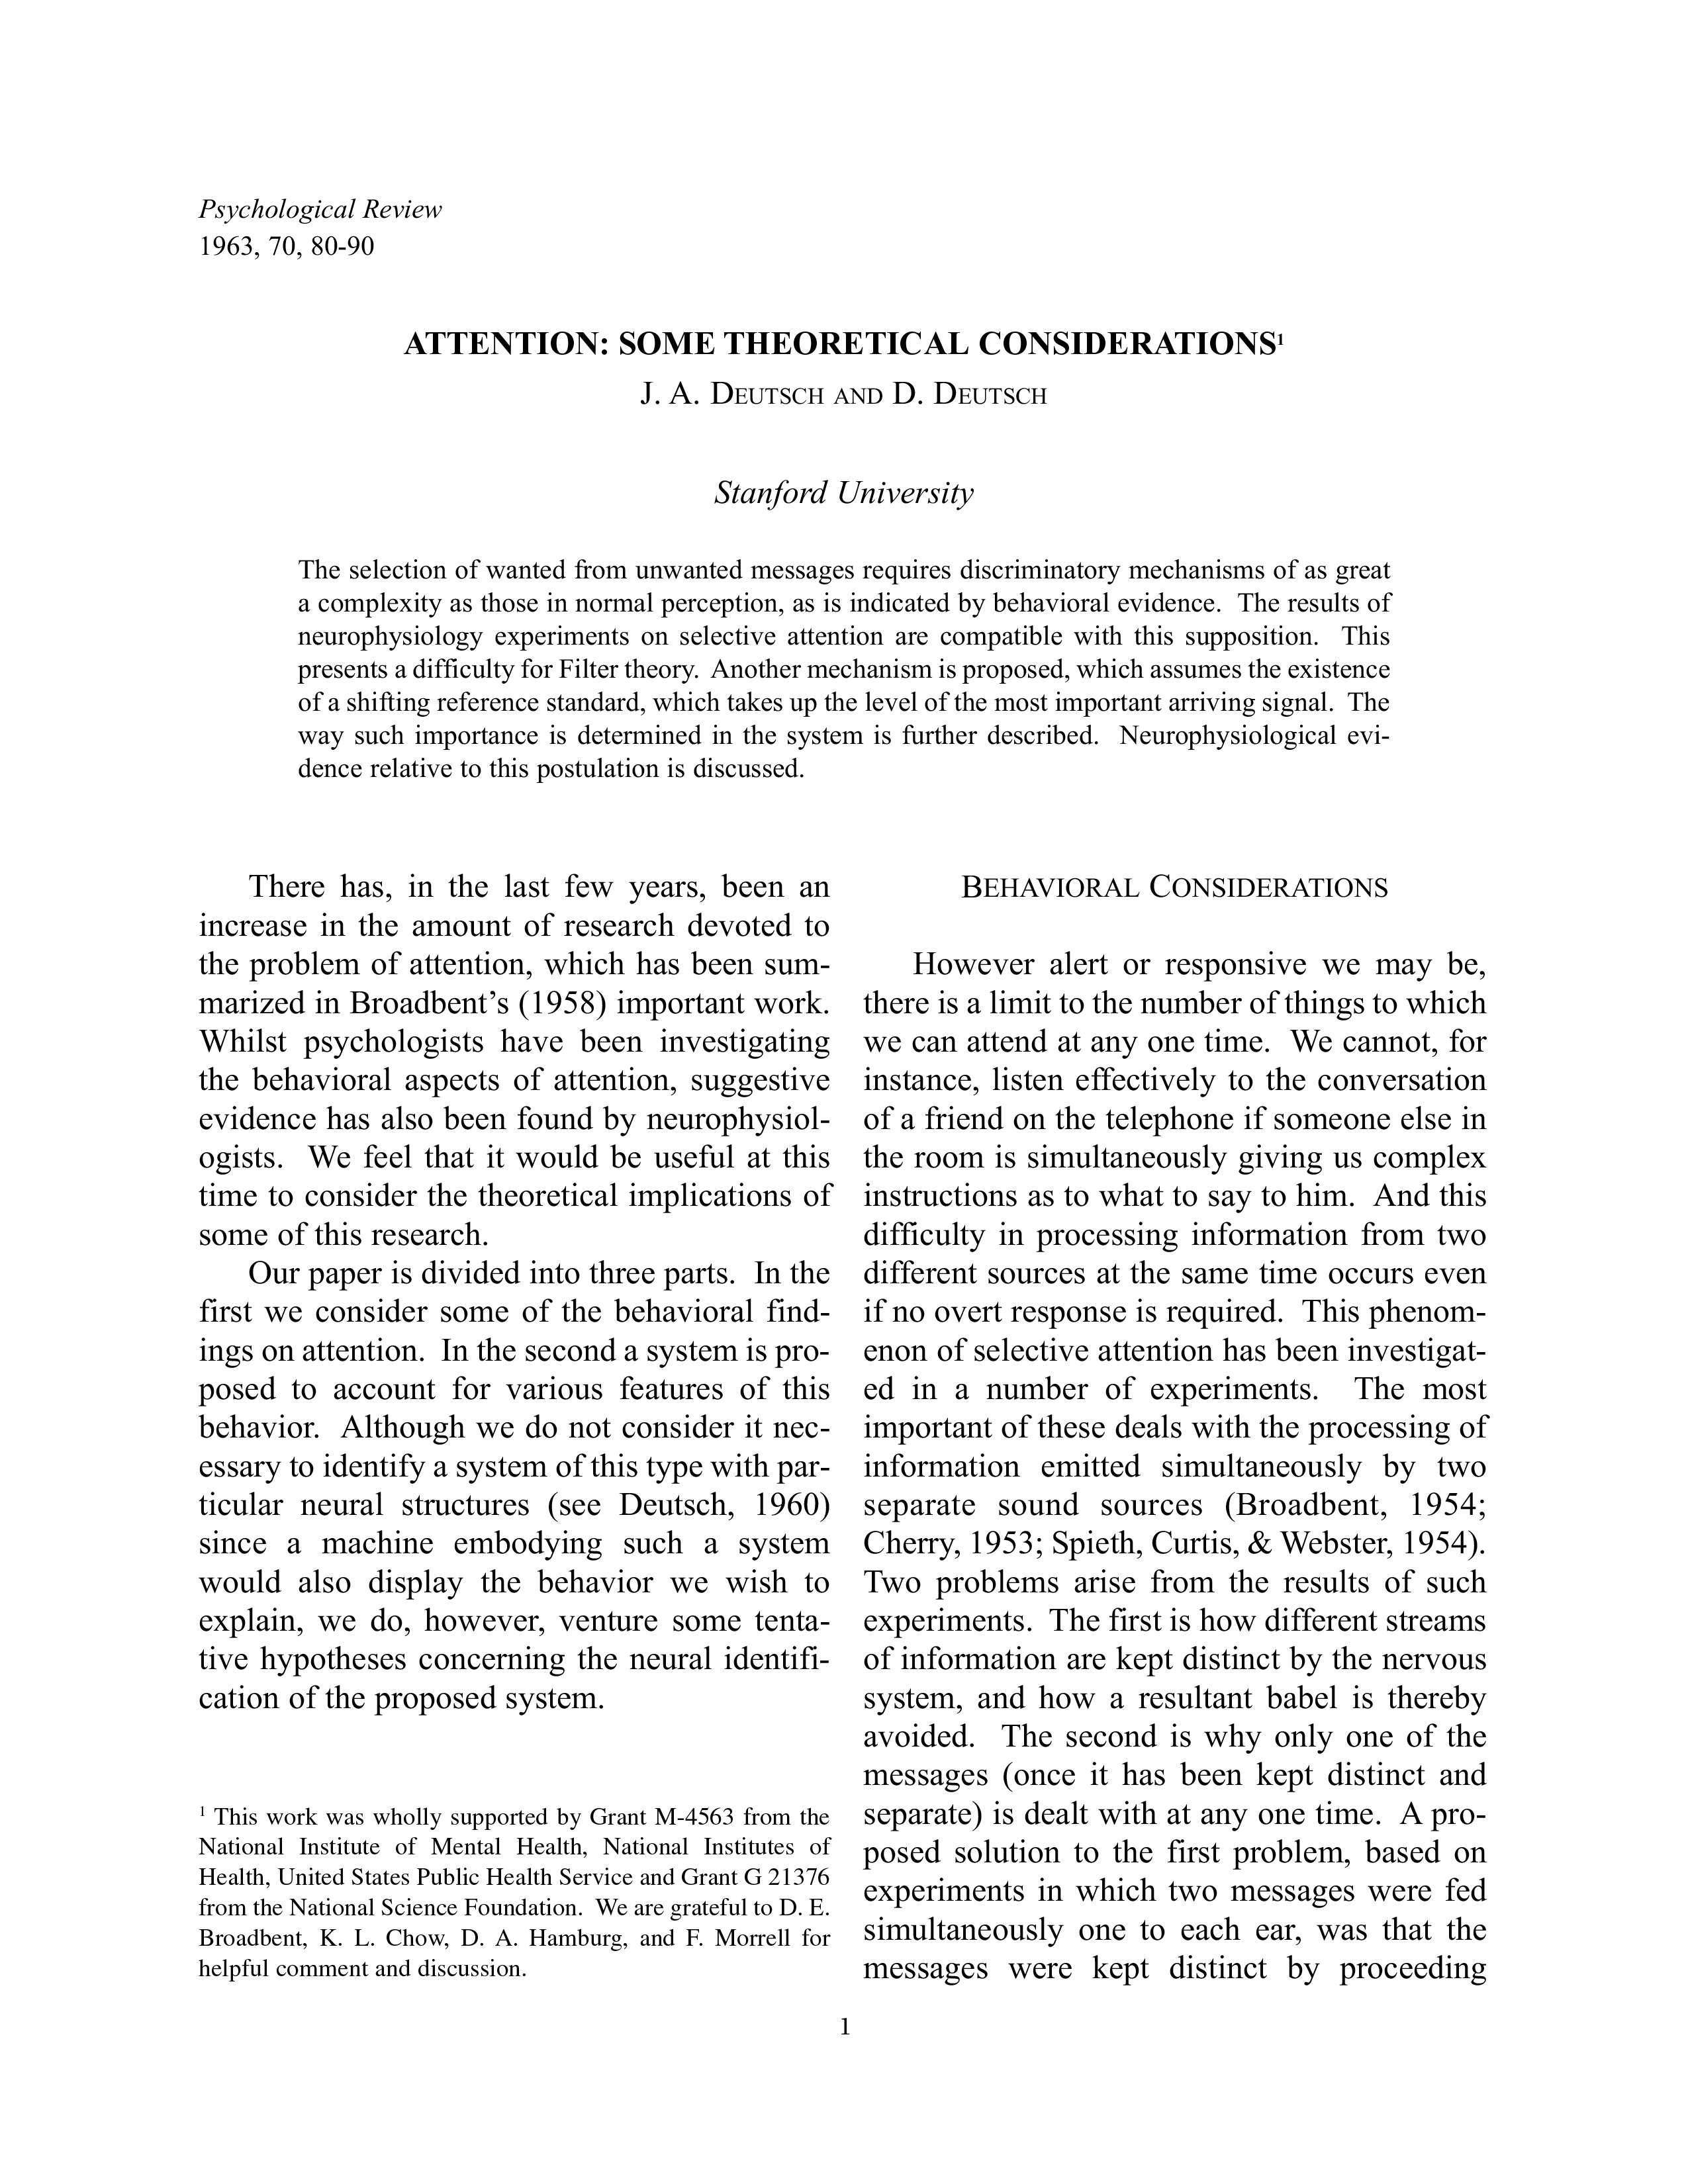 Psychological Review
1963, 70, 80-90
ATTENTION: SOME THEORETICAL CONSIDERATIONS¹
J. A. DEUTSCH AND D. DEUTSCH
Stanford University
The selection of wanted from unwanted messages requires discriminatory mechanisms of as great
a complexity as those in normal perception, as is indicated by behavioral evidence. The results of
neurophysiology experiments on selective attention are compatible with this supposition. This
presents a difficulty for Filter theory. Another mechanism is proposed, which assumes the existence
of a shifting reference standard, which takes up the level of the most important arriving signal. The
way such importance is determined in the system is further described. Neurophysiological evi-
dence relative to this postulation is discussed.
There has, in the last few years, been an
increase in the amount of research devoted to
the problem of attention, which has been sum-
marized in Broadbent’s (1958) important work.
Whilst psychologists have been investigating
the behavioral aspects of attention, suggestive
evidence has also been found by neurophysiol-
ogists. We feel that it would be useful at this
time to consider the theoretical implications of
some of this research.
Our paper is divided into three parts. In the
first we consider some of the behavioral find-
ings on attention. In the second a system is pro-
posed to account for various features of this
behavior. Although we do not consider it nec-
essary to identify a system of this type with par-
ticular neural structures (see Deutsch, 1960)
since a machine embodying such a system
would also display the behavior we wish to
explain, we do, however, venture some tenta-
tive hypotheses concerning the neural identifi-
cation of the proposed system.
¹ This work was wholly supported by Grant M-4563 from the
National Institute of Mental Health, National Institutes of
Health, United States Public Health Service and Grant G 21376
from the National Science Foundation. We are grateful to D. E.
Broadbent, K. L. Chow, D. A. Hamburg, and F. Morrell for
helpful comment and discussion.
BEHAVIORAL CONSIDERATIONS
However alert or responsive we may be,
there is a limit to the number of things to which
we can attend at any one time. We cannot, for
instance, listen effectively to the conversation
of a friend on the telephone if someone else in
the room is simultaneously giving us complex
instructions as to what to say to him. And this
difficulty in processing information from two
different sources at the same time occurs even
if no overt response is required. This phenom-
enon of selective attention has been investigat-
ed in a number of experiments. The most
important of these deals with the processing of
information emitted simultaneously by two
separate sound sources (Broadbent, 1954;
Cherry, 1953; Spieth, Curtis, & Webster, 1954).
Two problems arise from the results of such
experiments. The first is how different streams
of information are kept distinct by the nervous
system, and how a resultant babel is thereby
avoided. The second is why only one of the
messages (once it has been kept distinct and
separate) is dealt with at any one time. A pro-
posed solution to the first problem, based on
experiments in which two messages were fed
simultaneously one to each ear, was that the
messages were kept distinct by proceeding
1